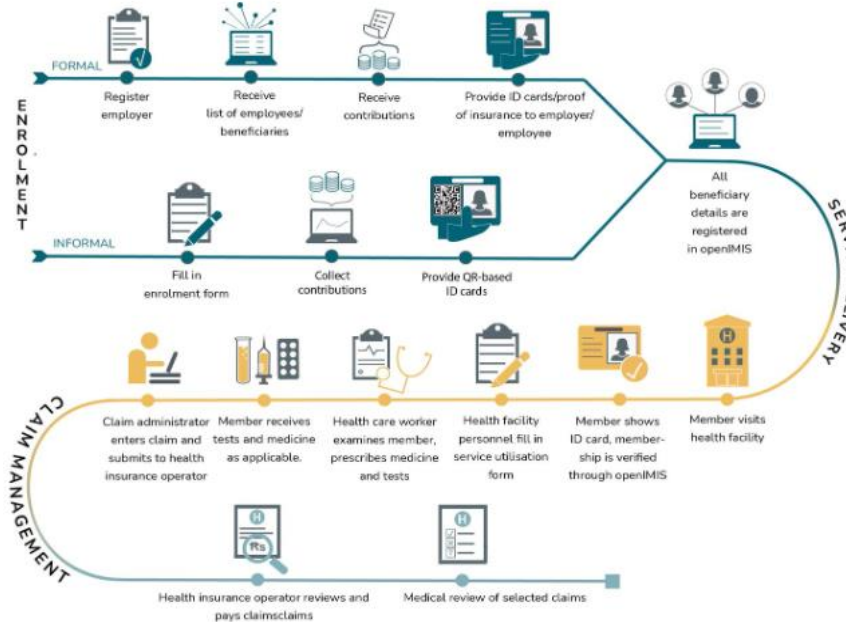 ENROLMENT
FORMAL
Register
employer
Receive
list of employees/
beneficiaries
Receive
contributions
Provide ID cards/proof
of insurance to employer/
employee
INFORMAL
Fill in
enrolment form
Collect
contributions
Provide QR-based
ID cards
All
beneficiary
details are
registered
in openIMIS
SERV
IVERY
H
Member visits
health facility
Member shows
ID card, member-
ship is verified
through openIMIS
Health facility
personnel fill in
service utilisation
form
Health care worker
examines member,
prescribes medicine
and tests
Member receives
tests and medicine
as applicable.
Claim administrator
enters claim and
submits to health
insurance operator
CLAIM MANAGEMENT
H
Rs
Health insurance operator reviews and
pays claimsclaims
H
Medical review of selected claims